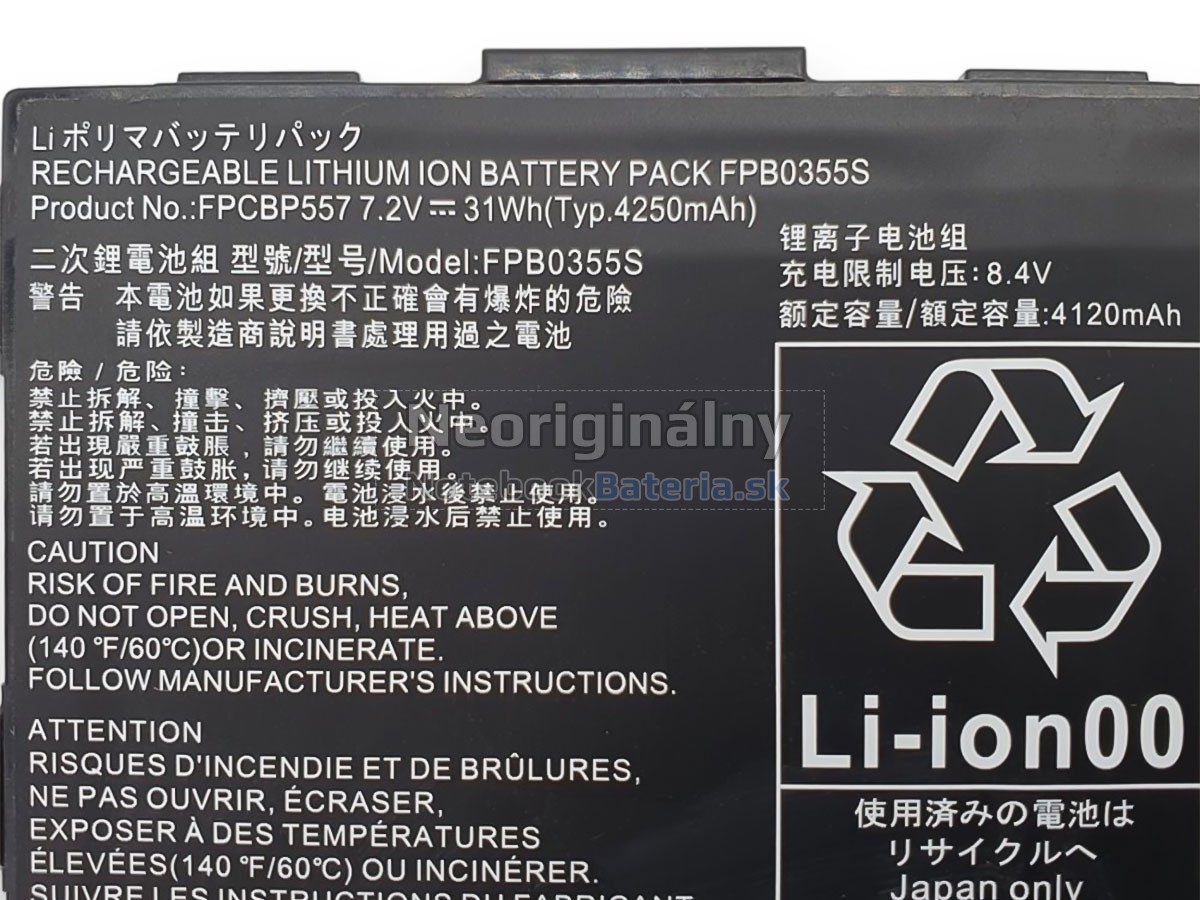 Li ポリマバッテリパック
RECHARGEABLE LITHIUM ION BATTERY PACK FPB0355S
Product No.:FPCBP557 7.2V⎓ 31Wh(Typ.4250mAh)
二次鋰電池組 型號/型号/Model:FPB0355S
警告 本電池如果更換不正確會有爆炸的危險
請依製造商說明書處理用過之電池
锂离子电池组
充电限制电压:8.4V
额定容量/額定容量:4120mAh
危險 / 危险:
禁止拆解、撞擊、擠壓或投入火中。
禁止拆解、撞击、挤压或投入火中。
若出現嚴重鼓脹，請勿繼續使用。
若出现严重鼓胀，请勿继续使用。
請勿置於高溫環境中。電池浸水後禁止使用。
请勿置于高温环境中。电池浸水后禁止使用。
Neoriginálny
NotebookBateria.sk
CAUTION
RISK OF FIRE AND BURNS,
DO NOT OPEN, CRUSH, HEAT ABOVE
(140 °F/60°C)OR INCINERATE.
FOLLOW MANUFACTURER'S INSTRUCTIONS.
ATTENTION
RISQUES D'INCENDIE ET DE BRÛLURES,
NE PAS OUVRIR, ÉCRASER,
EXPOSER À DES TEMPÉRATURES
ÉLEVÉES(140 °F/60°C) OU INCINÉRER.
SUIVRE LES INSTRUCTIONS DU FABRICANT
Li-ion00
使用済みの電池は
リサイクルへ
Japan only